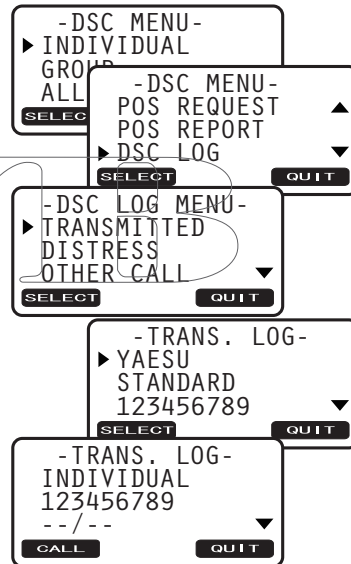 -DSC MENU-
INDIVIDUAL
GROUP
ALL
SELEC
-DSC MENU-
POS REQUEST
POS REPORT
DSC LOG
SELECT QUIT
-DSC LOG MENU-
TRANSMITTED
DISTRESS
OTHER CALL
SELECT QUIT
-TRANS. LOG-
YAESU
STANDARD
123456789
SELECT QUIT
-TRANS. LOG-
INDIVIDUAL
123456789
--/--
CALL QUIT